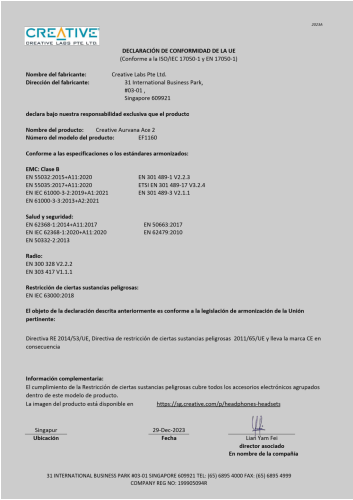 CREATIVE
CREATIVE LABS PTE LTD.
DECLARACIÓN DE CONFORMIDAD DE LA UE
(Conforme a la ISO/IEC 17050-1 y EN 17050-1)
Nombre del fabricante: Creative Labs Pte Ltd.
Dirección del fabricante: 31 International Business Park,
#03-01 ,
Singapore 609921
declara bajo nuestra responsabilidad exclusiva que el producto
Nombre del producto: Creative Aurvana Ace 2
Número del modelo del producto: EF1160
Conforme a las especificaciones o los estándares armonizados:
EMC: Clase B
EN 55032:2015+A11:2020 EN 301 489-1 V2.2.3
EN 55035:2017+A11:2020 ETSI EN 301 489-17 V3.2.4
EN IEC 61000-3-2:2019+A1:2021 EN 301 489-3 V2.1.1
EN 61000-3-3:2013+A2:2021
Salud y seguridad:
EN 62368-1:2014+A11:2017 EN 50663:2017
EN IEC 62368-1:2020+A11:2020 EN 62479:2010
EN 50332-2:2013
Radio:
EN 300 328 V2.2.2
EN 303 417 V1.1.1
Restricción de ciertas sustancias peligrosas:
EN IEC 63000:2018
El objeto de la declaración descrita anteriormente es conforme a la legislación de armonización de la Unión
pertinente:
Directiva RE 2014/53/UE, Directiva de restricción de ciertas sustancias peligrosas 2011/65/UE y lleva la marca CE en
consecuencia
Información complementaria:
El cumplimiento de la Restricción de ciertas sustancias peligrosas cubre todos los accesorios electrónicos agrupados
dentro de este modelo de producto.
La imagen del producto está disponible en https://sg.creative.com/p/headphones-headsets
Singapur 29-Dec-2023 Lian Yam Fei
Ubicación Fecha director asociado
En nombre de la compañía
31 INTERNATIONAL BUSINESS PARK #03-01 SINGAPORE 609921 TEL: (65) 6895 4000 FAX: (65) 6895 4999
COMPANY REG NO: 199905094R